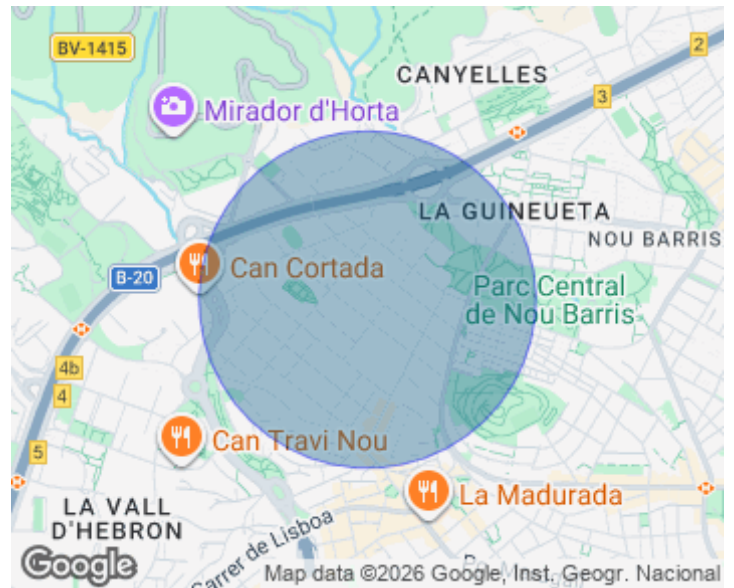 BV-1415
2
CANYELLES
3
Mirador d'Horta
LA GUINEUETA
NOU BARRIS
Can Cortada
B-20
Parc Central
de Nou Barris
4b
4
Can Travi Nou
5
La Madurada
LA VALL
D'HEBRON
Carrer de Lisboa
Google
Map data ©2026 Google, Inst. Geogr. Nacional